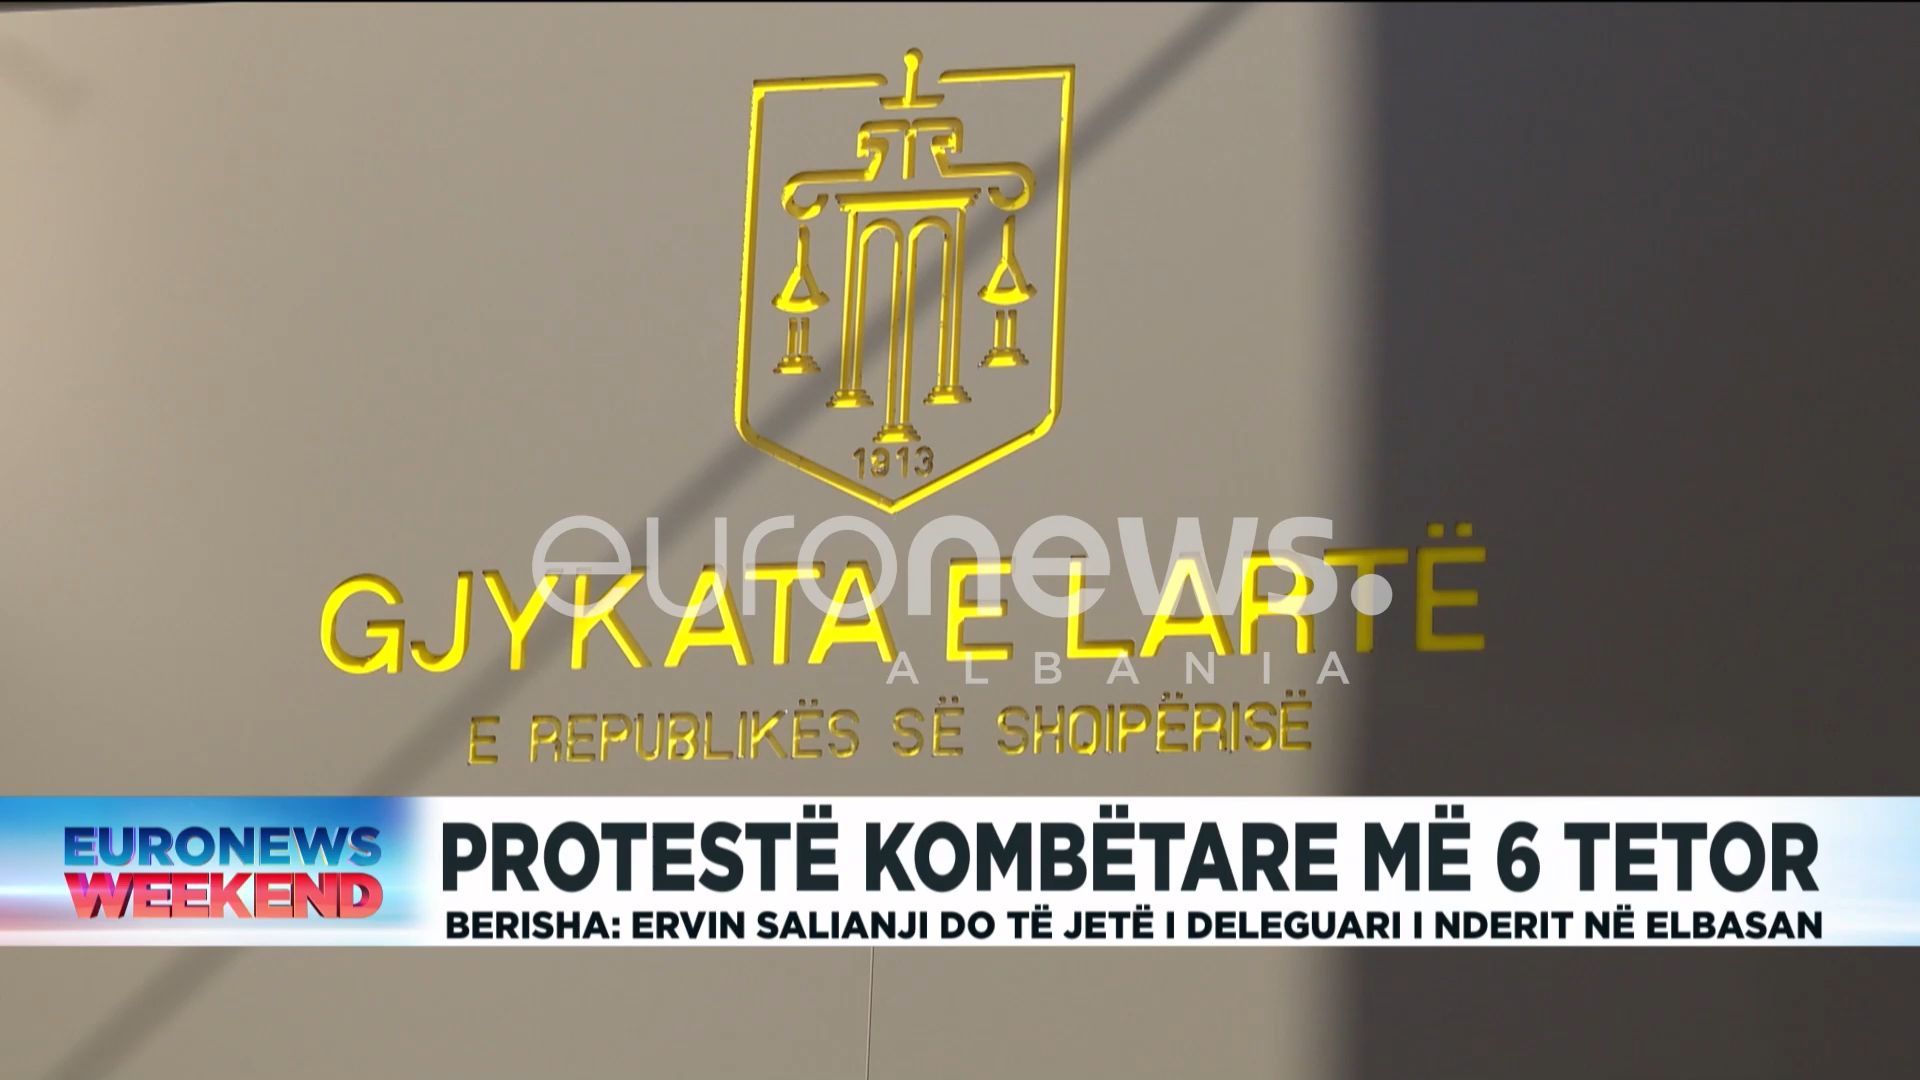 1913
GJYKATA E LARTË
E REPUBLIKËS SË SHQIPËRISË
euronews.
ALBANIA
EURONEWS
WEEKEND
PROTESTË KOMBËTARE MË 6 TETOR
BERISHA: ERVIN SALIANJI DO TË JETË I DELEGUARI I NDERIT NË ELBASAN